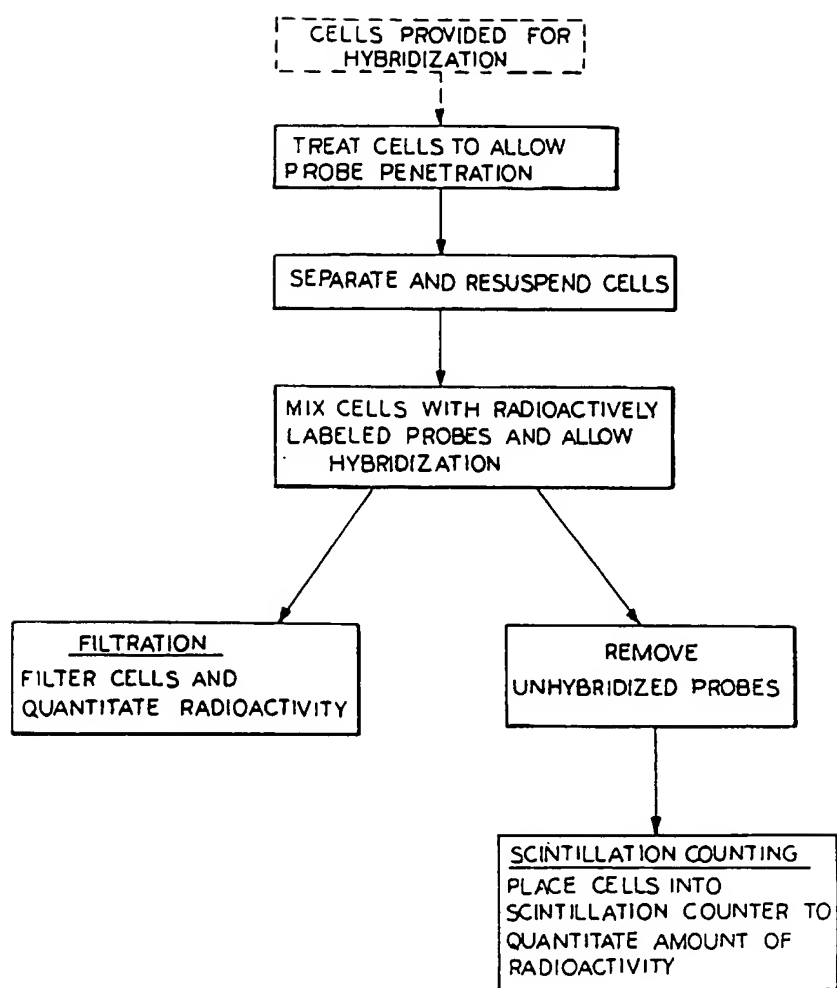 CELLS PROVIDED FOR
HYBRIDIZATION
TREAT CELLS TO ALLOW
PROBE PENETRATION
SEPARATE AND RESUSPEND CELLS
MIX CELLS WITH RADIOACTIVELY
LABELED PROBES AND ALLOW
HYBRIDIZATION
FILTRATION
FILTER CELLS AND
QUANTITATE RADIOACTIVITY
REMOVE
UNHYBRIDIZED PROBES
SCINTILLATION COUNTING
PLACE CELLS INTO
SCINTILLATION COUNTER TO
QUANTITATE AMOUNT OF
RADIOACTIVITY